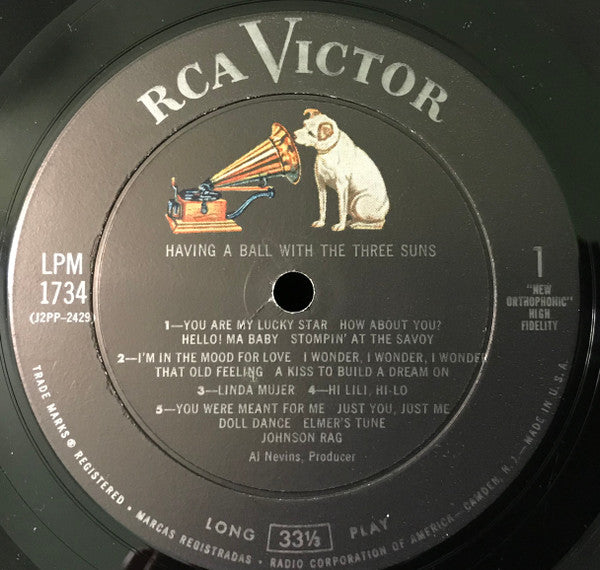 RCA VICTOR
HAVING A BALL WITH THE THREE SUNS
LPM
1734
(J2PP-2429)
1
"NEW
ORTHOPHONIC"
HIGH
FIDELITY
1—YOU ARE MY LUCKY STAR HOW ABOUT YOU?
HELLO! MA BABY STOMPIN' AT THE SAVOY
2—I'M IN THE MOOD FOR LOVE I WONDER, I WONDER, I WONDER
THAT OLD FEELING A KISS TO BUILD A DREAM ON
3—LINDA MUJER 4—HI LILI, HI-LO
5—YOU WERE MEANT FOR ME JUST YOU, JUST ME
DOLL DANCE ELMER'S TUNE
JOHNSON RAG
Al Nevins, Producer
LONG 33⅓ PLAY
TRADE MARKS ® REGISTERED • MARCAS REGISTRADAS • RADIO CORPORATION OF AMERICA—CAMDEN, N.J.—MADE IN U.S.A.